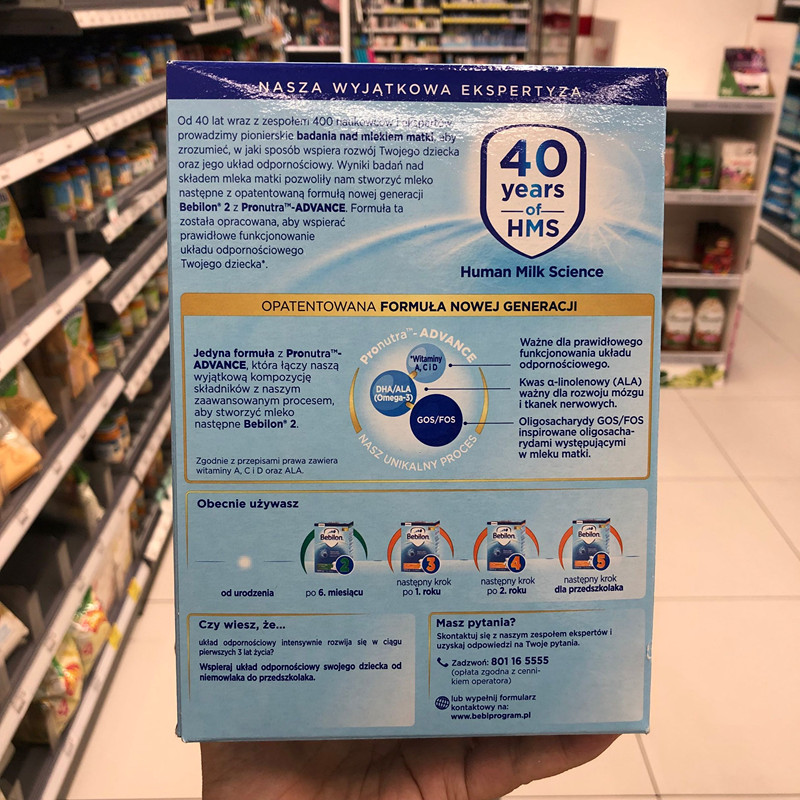 NASZA WYJĄTKOWA EKSPERTYZA
Od 40 lat wraz z zespołem 400 naukowców i ekspertów
prowadzimy pionierskie badania nad mlekiem matki, aby
zrozumieć, w jaki sposób wspiera rozwój Twojego dziecka
oraz jego układ odpornościowy. Wyniki badań nad
składem mleka matki pozwoliły nam stworzyć mleko
następne z opatentowaną formułą nowej generacji
Bebilon® 2 z Pronutra™-ADVANCE. Formuła ta
została opracowana, aby wspierać
prawidłowe funkcjonowanie
układu odpornościowego
Twojego dziecka*.
40
years
of
HMS
Human Milk Science
OPATENTOWANA FORMUŁA NOWEJ GENERACJI
Jedyna formuła z Pronutra™-
ADVANCE, która łączy naszą
wyjątkową kompozycję
składników z naszym
zaawansowanym procesem,
aby stworzyć mleko
następne Bebilon® 2.
Zgodnie z przepisami prawa zawiera
witaminy A, C i D oraz ALA.
Pronutra™- ADVANCE
*Witaminy
A, C i D
DHA/ALA
(Omega-3)
GOS/FOS
NASZ UNIKALNY PROCES
Ważne dla prawidłowego
funkcjonowania układu
odpornościowego.
Kwas α-linolenowy (ALA)
ważny dla rozwoju mózgu
i tkanek nerwowych.
Oligosacharydy GOS/FOS
inspirowane oligosacha-
rydami występującymi
w mleku matki.
Obecnie używasz
Bebilon 2
Bebilon 3
Bebilon 4
Bebilon 5
od urodzenia
po 6. miesiącu
następny krok
po 1. roku
następny krok
po 2. roku
następny krok
dla przedszkolaka
Czy wiesz, że...
układ odpornościowy intensywnie rozwija się w ciągu
pierwszych 3 lat życia?
Wspieraj układ odpornościowy swojego dziecka od
niemowlaka do przedszkolaka.
Masz pytania?
Skontaktuj się z naszym zespołem ekspertów i
uzyskaj odpowiedzi na Twoje pytania.
Zadzwoń: 801 16 5555
(opłata zgodna z cenni-
kiem operatora)
lub wypełnij formularz
kontaktowy na:
www.bebiprogram.pl